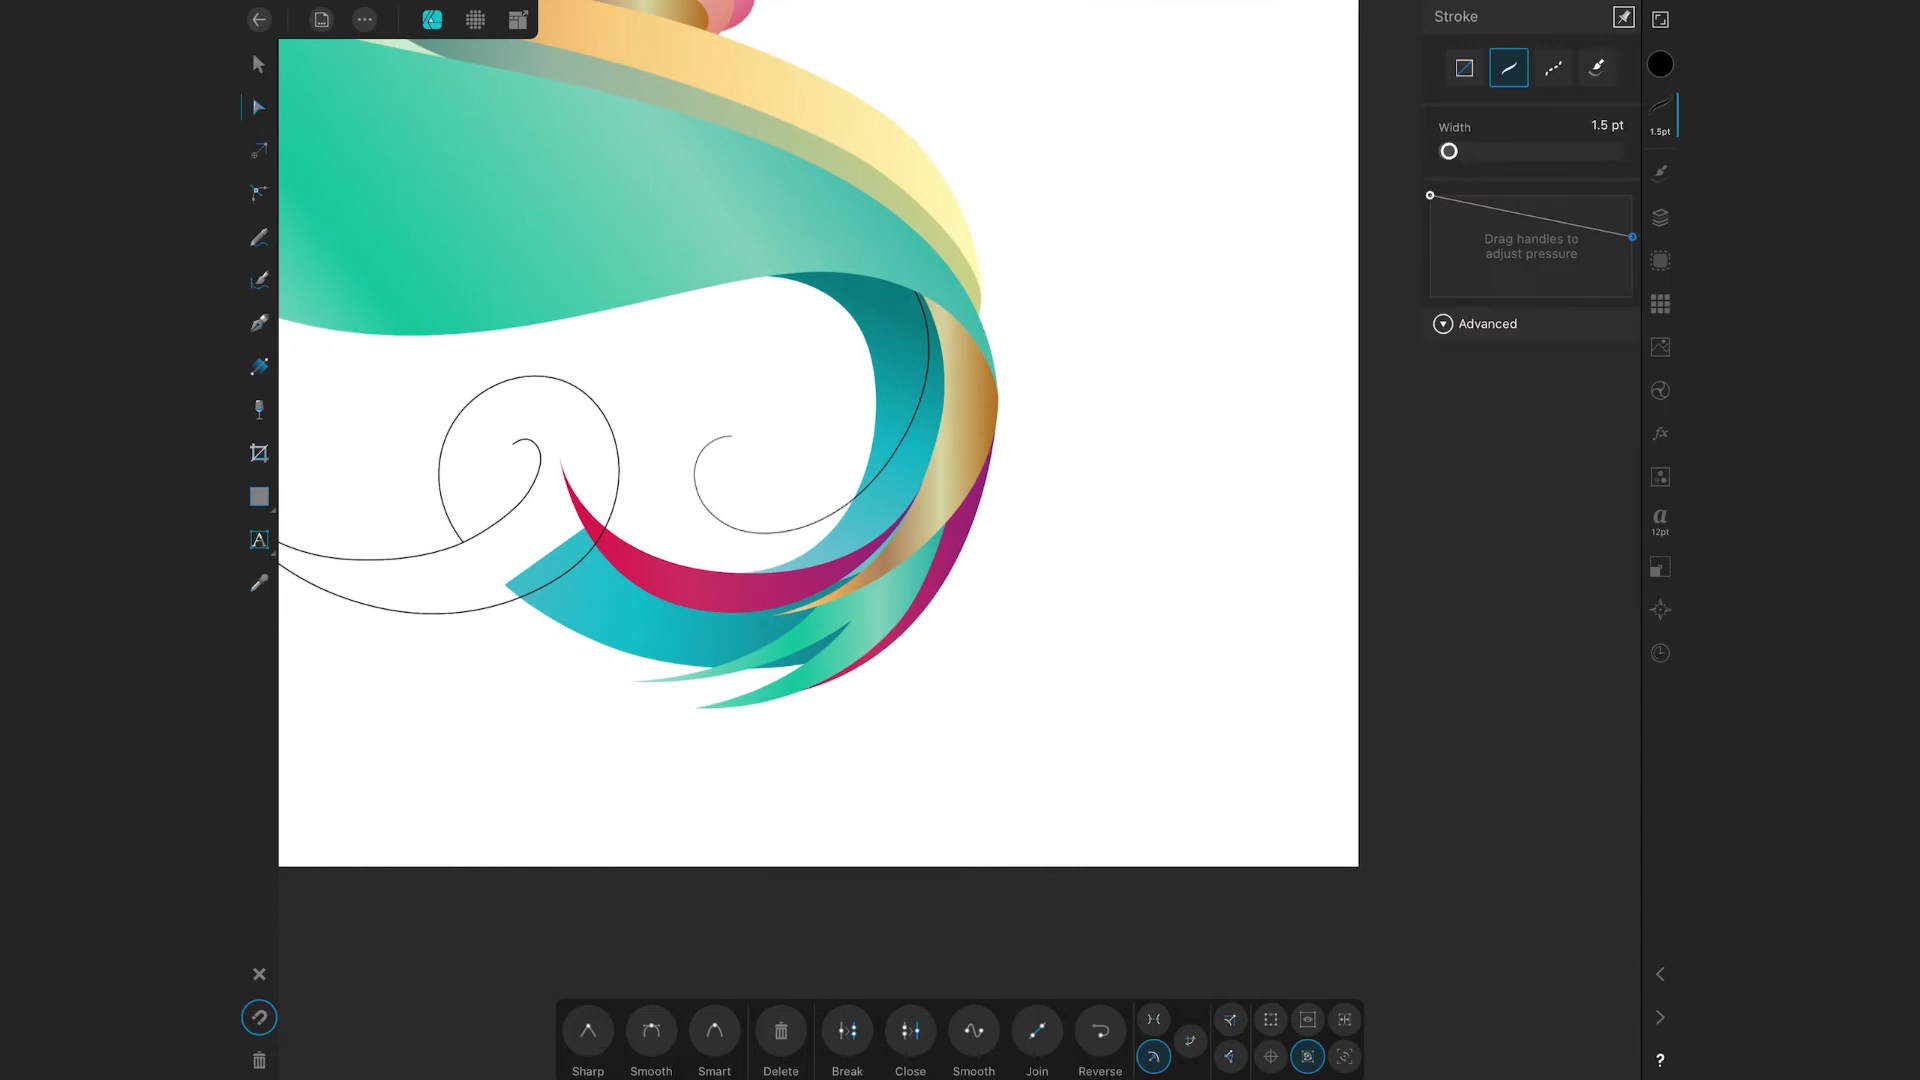 Stroke
Width
1.5 pt
1.5pt
Drag handles to
adjust pressure
Advanced
A
a
12pt
fx
?
Sharp
Smooth
Smart
Delete
Break
Close
Smooth
Join
Reverse